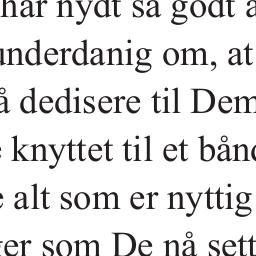 har nydt så godt a
underdanig om, at
å dedisere til Dem
knyttet til et bånd
alt som er nyttig
ger som De nå sett